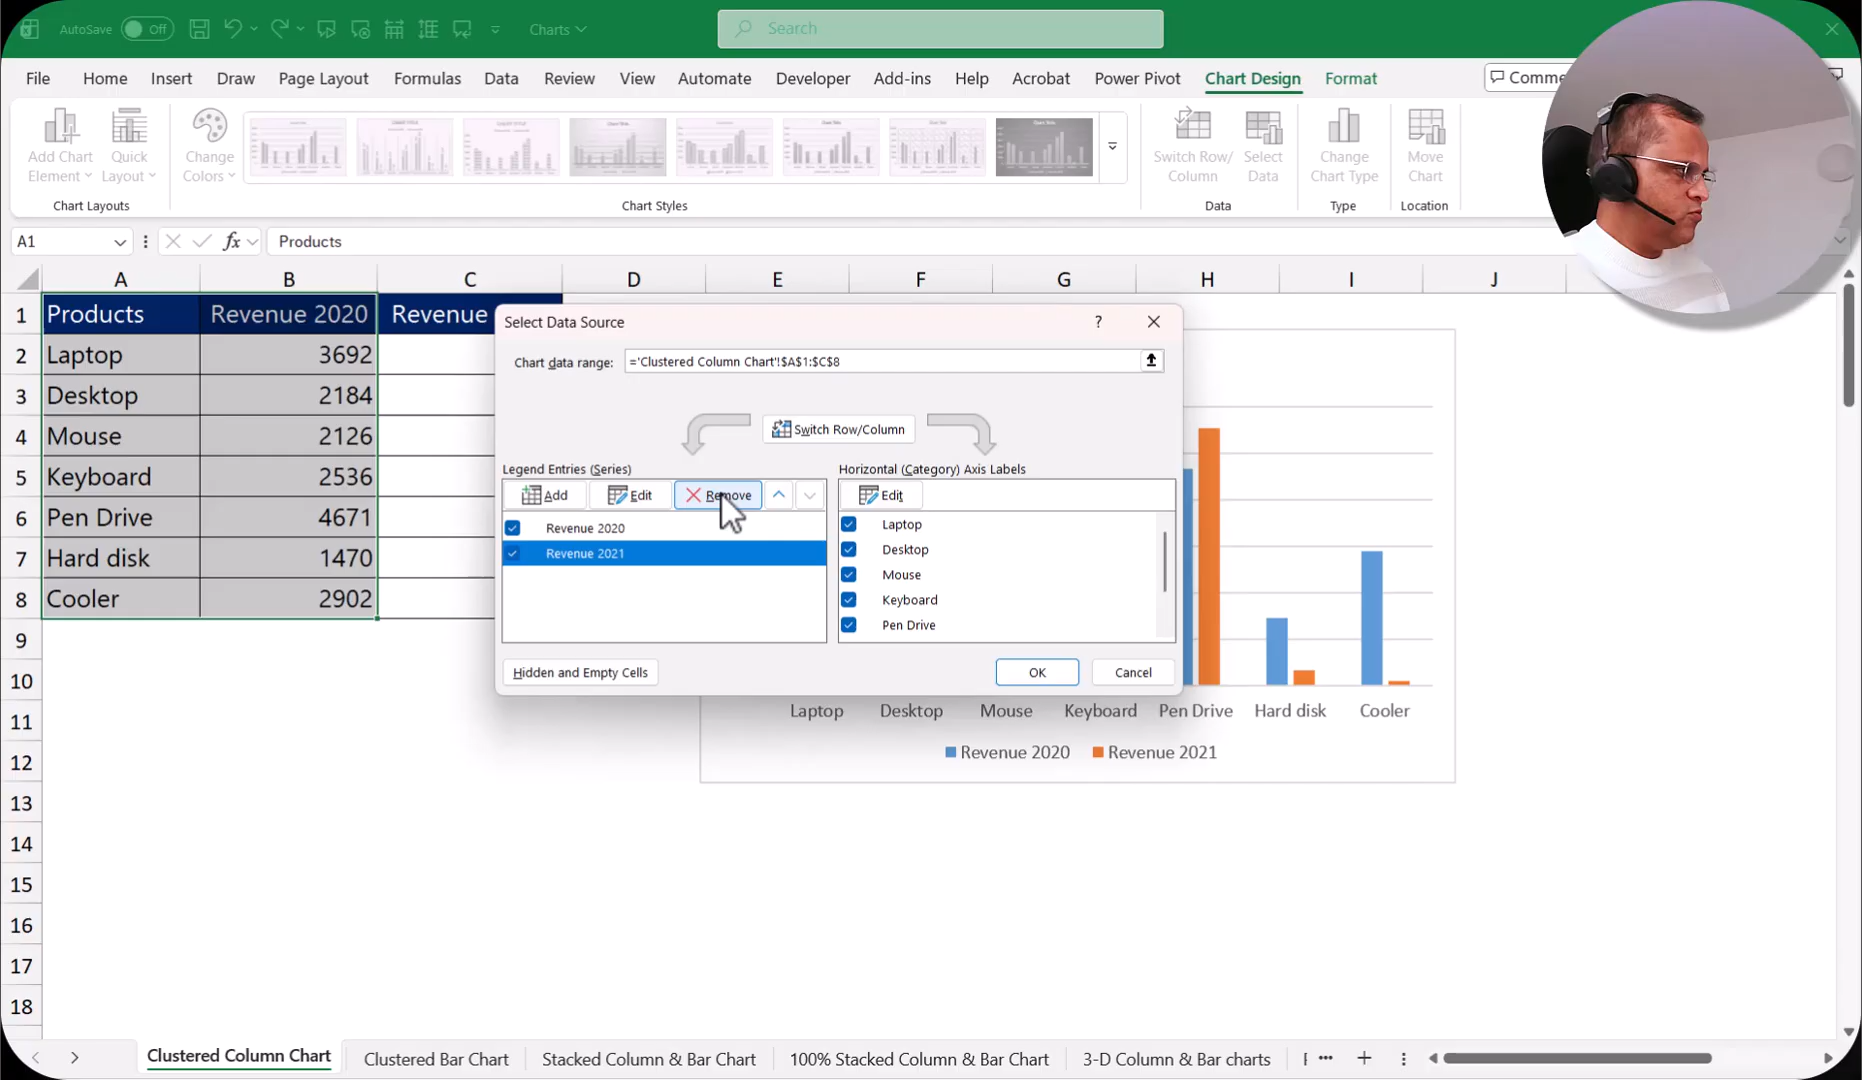 AutoSave Off Charts Search
File Home Insert Draw Page Layout Formulas Data Review View Automate Developer Add-ins Help Acrobat Power Pivot Chart Design Format Comme
Add Chart Element
Quick Layout
Change Colors
Switch Row/ Column
Select Data
Change Chart Type
Move Chart
Chart Layouts Chart Styles Data Type Location
A1 fx Products
A B C D E F G H I J
1 Products Revenue 2020 Revenue
2 Laptop 3692
3 Desktop 2184
4 Mouse 2126
5 Keyboard 2536
6 Pen Drive 4671
7 Hard disk 1470
8 Cooler 2902
9
10
11
12
13
14
15
16
17
18
Select Data Source ?
Chart data range: ='Clustered Column Chart'!$A$1:$C$8
Switch Row/Column
Legend Entries (Series)
Add Edit Remove
Revenue 2020
Revenue 2021
Horizontal (Category) Axis Labels
Edit
Laptop
Desktop
Mouse
Keyboard
Pen Drive
Hidden and Empty Cells OK Cancel
Laptop Desktop Mouse Keyboard Pen Drive Hard disk Cooler
Revenue 2020 Revenue 2021
Clustered Column Chart Clustered Bar Chart Stacked Column & Bar Chart 100% Stacked Column & Bar Chart 3-D Column & Bar charts